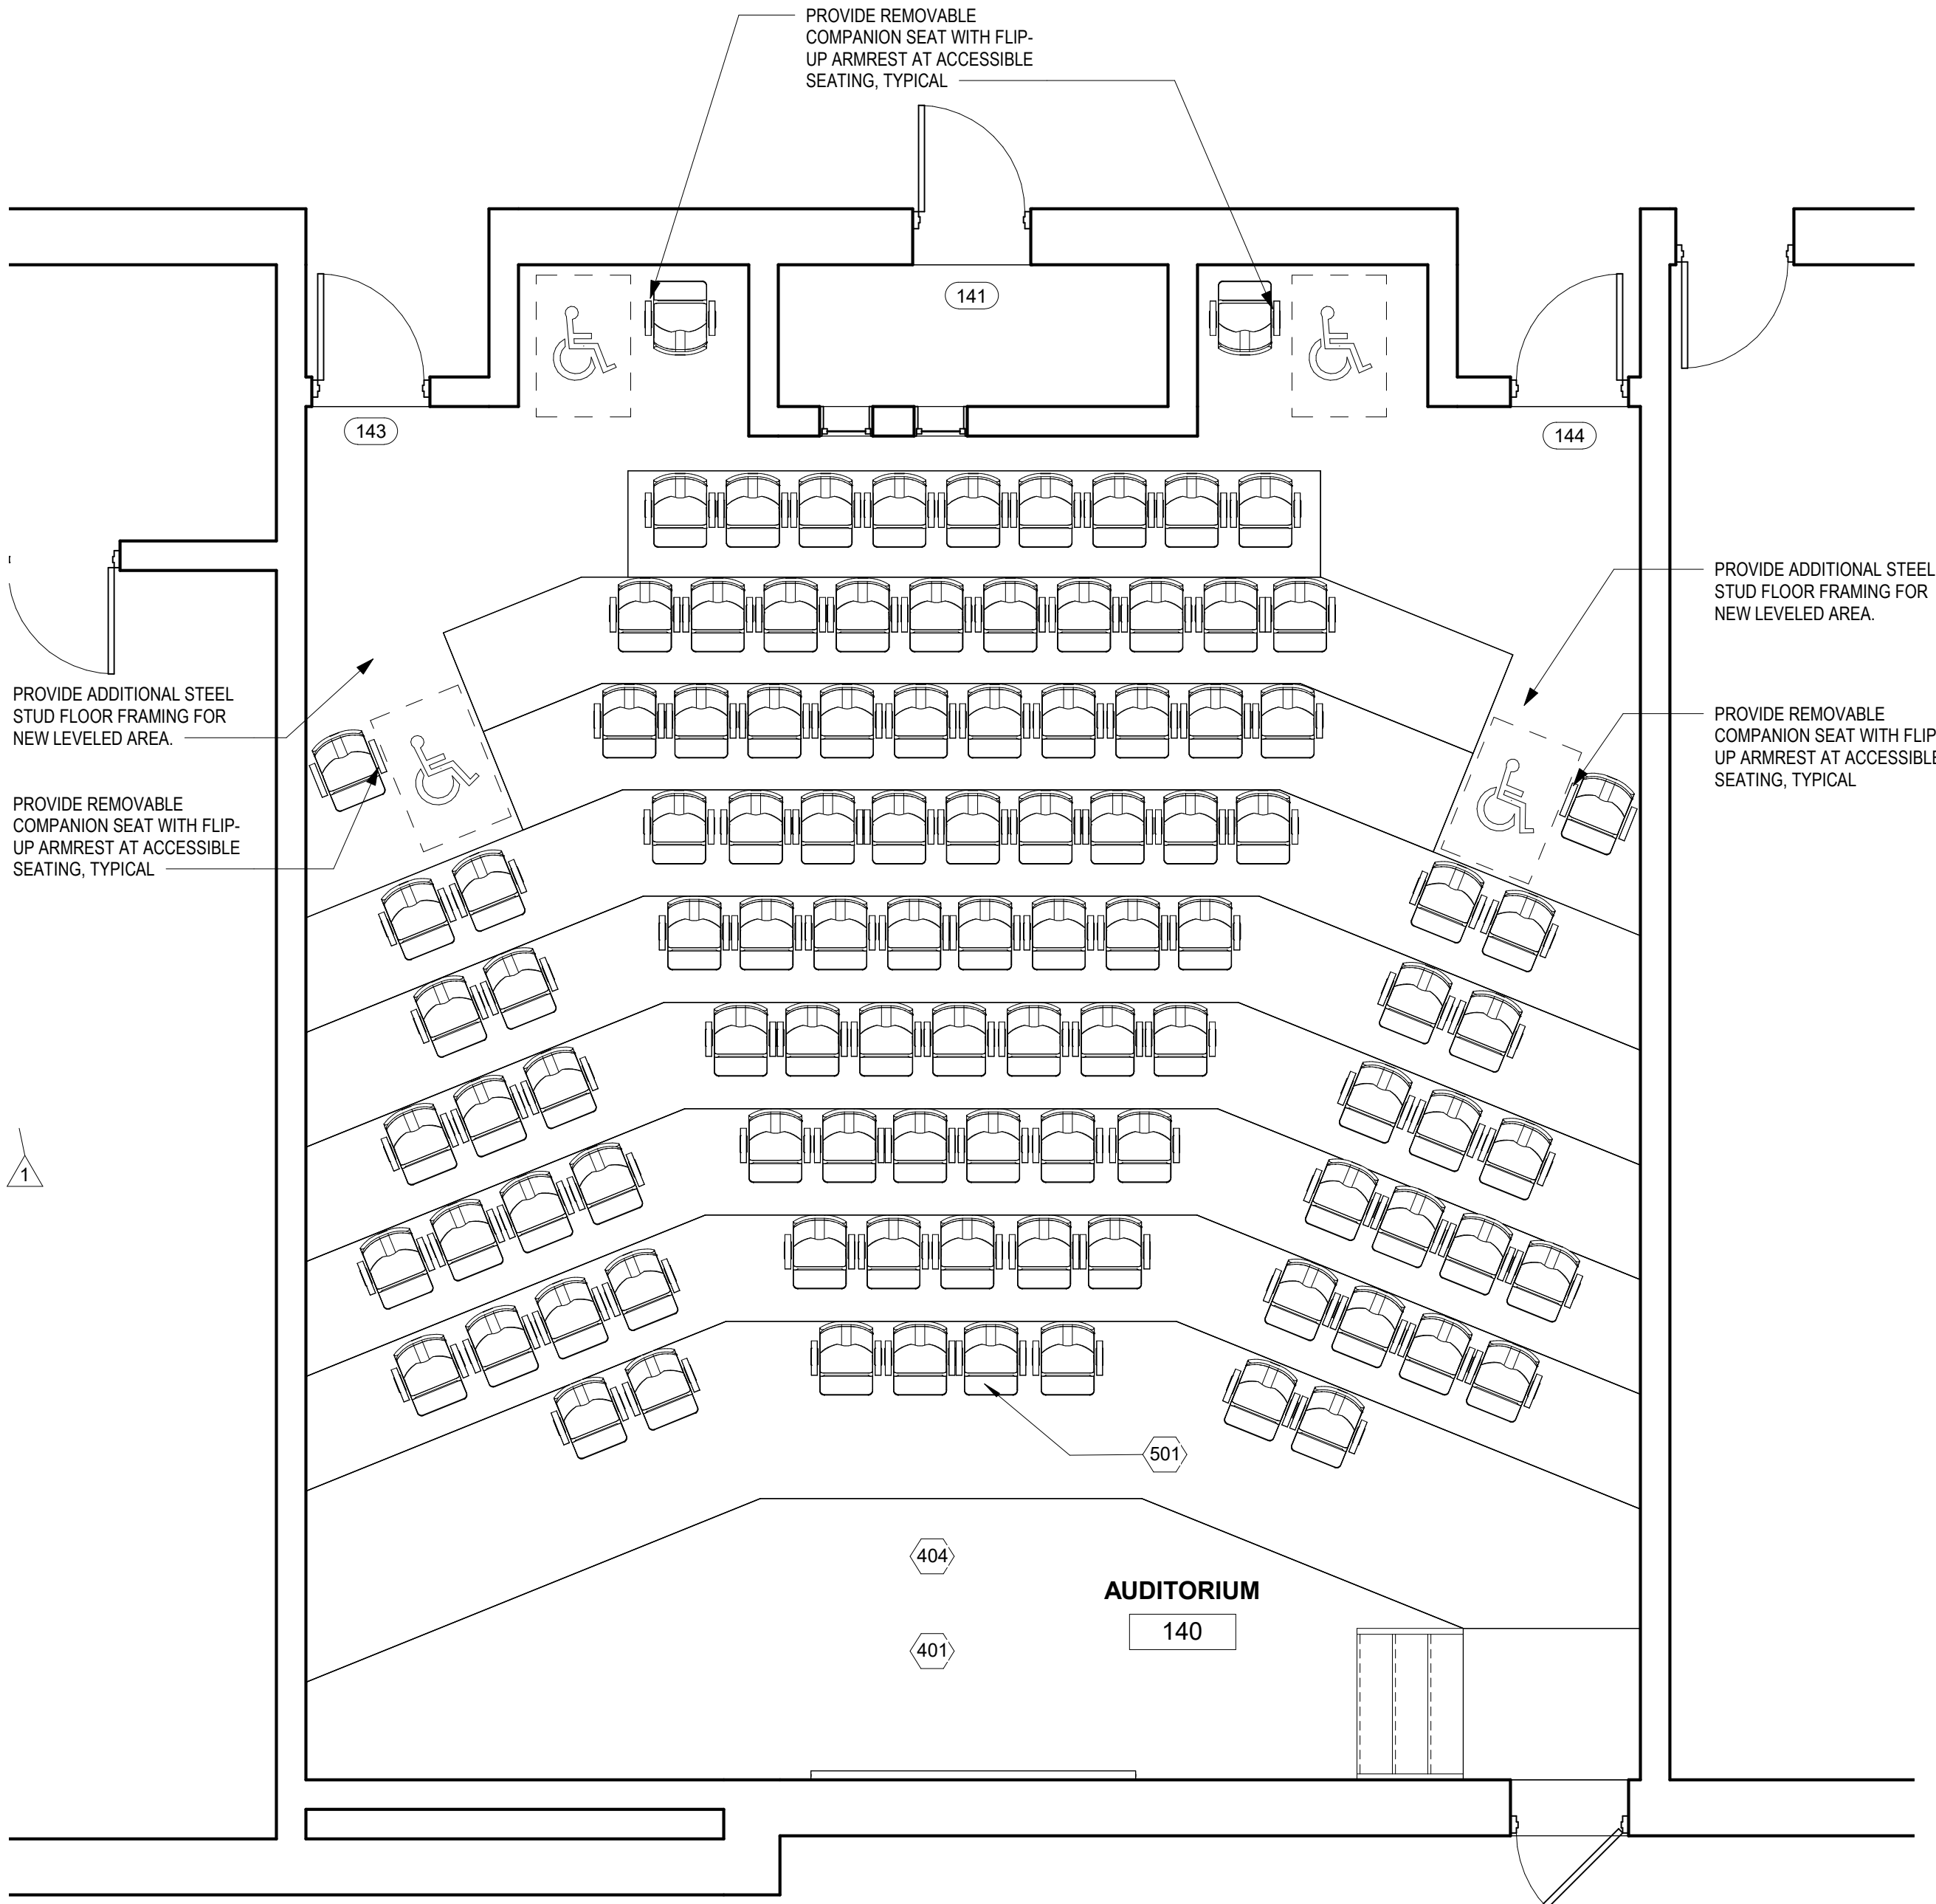 PROVIDE REMOVABLE
COMPANION SEAT WITH FLIP-
UP ARMREST AT ACCESSIBLE
SEATING, TYPICAL
141
143
144
PROVIDE ADDITIONAL STEEL
STUD FLOOR FRAMING FOR
NEW LEVELED AREA.
PROVIDE REMOVABLE
COMPANION SEAT WITH FLIP
UP ARMREST AT ACCESSIBLE
SEATING, TYPICAL
PROVIDE ADDITIONAL STEEL
STUD FLOOR FRAMING FOR
NEW LEVELED AREA.
PROVIDE REMOVABLE
COMPANION SEAT WITH FLIP-
UP ARMREST AT ACCESSIBLE
SEATING, TYPICAL
1
501
404
AUDITORIUM
140
401